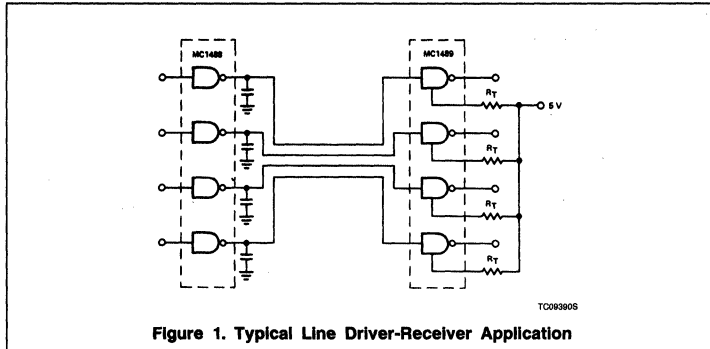 MC1488
MC1489
RT
5 V
RT
RT
RT
TC09390S
Figure 1. Typical Line Driver-Receiver Application